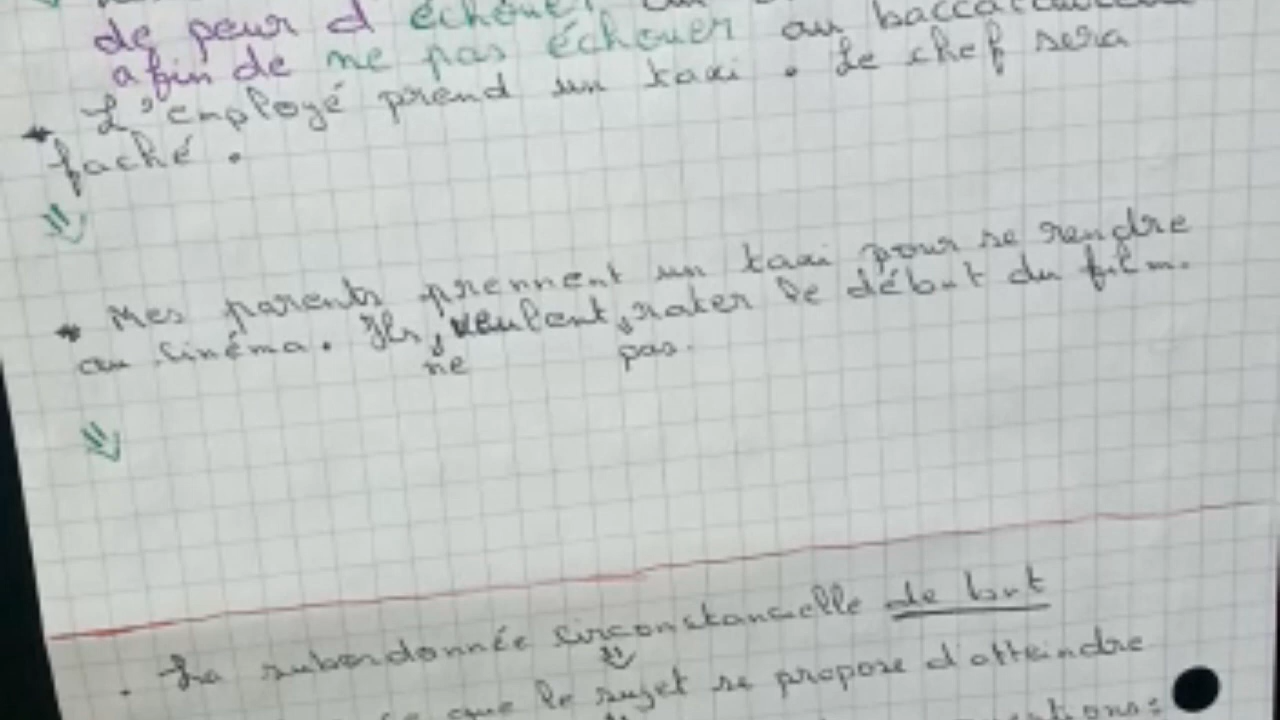 de peur d'échouer
afin de ne pas échouer au
* L'employé prend un taxi. Le chef sera
faché.
* Mes parents prennent un taxi pour se rendre
au cinéma. Ils veulent rater le début du film.
ne pas
. La subordonnée circonstancielle de but
que le sujet se propose d'atteindre